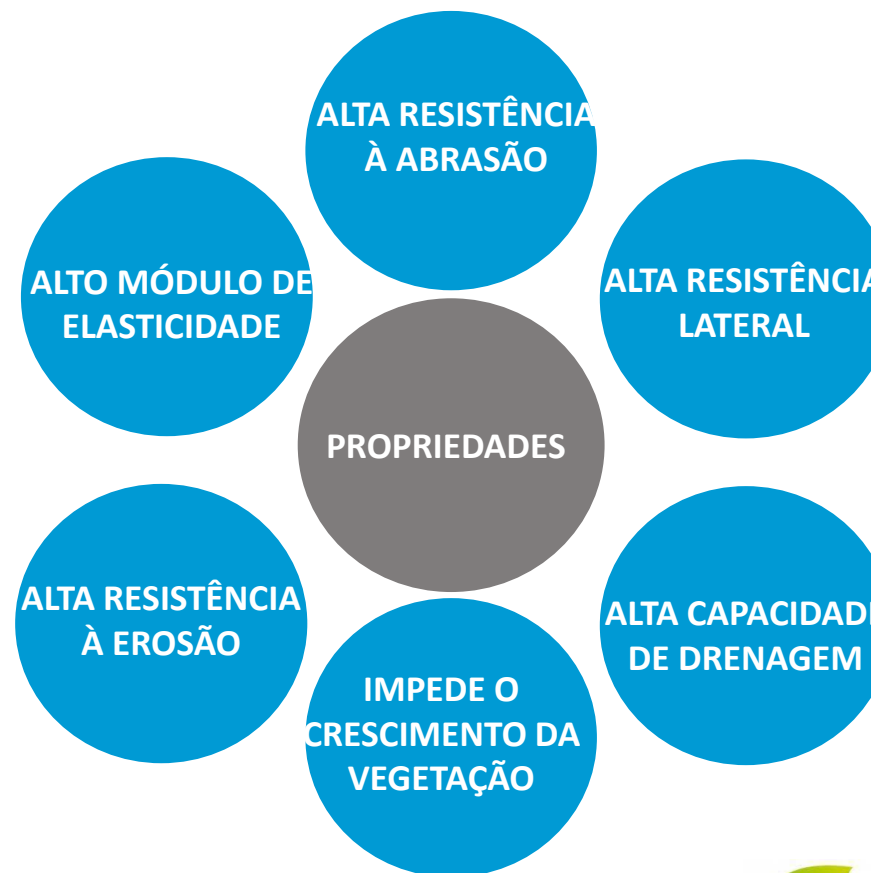 ALTA RESISTÊNCIA
À ABRASÃO
ALTO MÓDULO DE
ELASTICIDADE
ALTA RESISTÊNCIA
LATERAL
PROPRIEDADES
ALTA RESISTÊNCIA
À EROSÃO
ALTA CAPACIDADE
DE DRENAGEM
IMPEDE O
CRESCIMENTO DA
VEGETAÇÃO